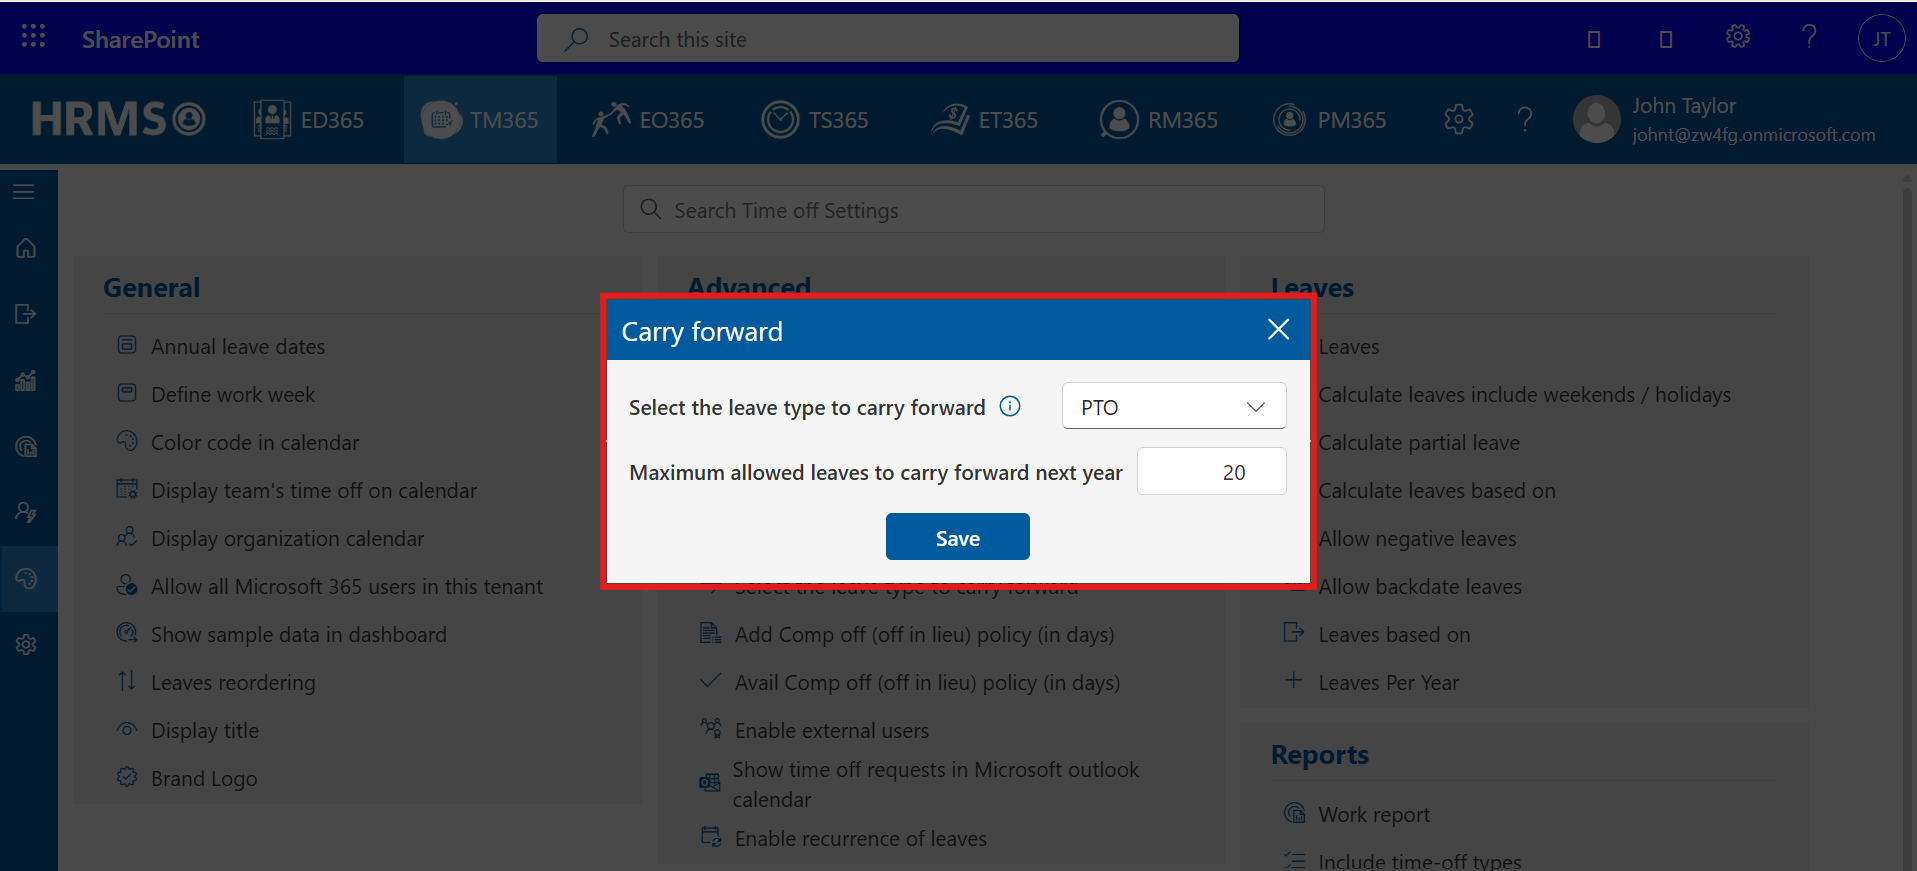 SharePoint
Search this site
JT
HRMS
ED365
TM365
EO365
TS365
ET365
RM365
PM365
John Taylor
johnt@zw4fg.onmicrosoft.com
Search Time off Settings
General
Annual leave dates
Define work week
Color code in calendar
Display team's time off on calendar
Display organization calendar
Allow all Microsoft 365 users in this tenant
Show sample data in dashboard
Leaves reordering
Display title
Brand Logo
Advanced
Carry forward
Select the leave type to carry forward
PTO
Maximum allowed leaves to carry forward next year
20
Save
Select the leave type to carry forward
Add Comp off (off in lieu) policy (in days)
Avail Comp off (off in lieu) policy (in days)
Enable external users
Show time off requests in Microsoft outlook
calendar
Enable recurrence of leaves
Leaves
Leaves
Calculate leaves include weekends / holidays
Calculate partial leave
Calculate leaves based on
Allow negative leaves
Allow backdate leaves
Leaves based on
Leaves Per Year
Reports
Work report
Include time-off types